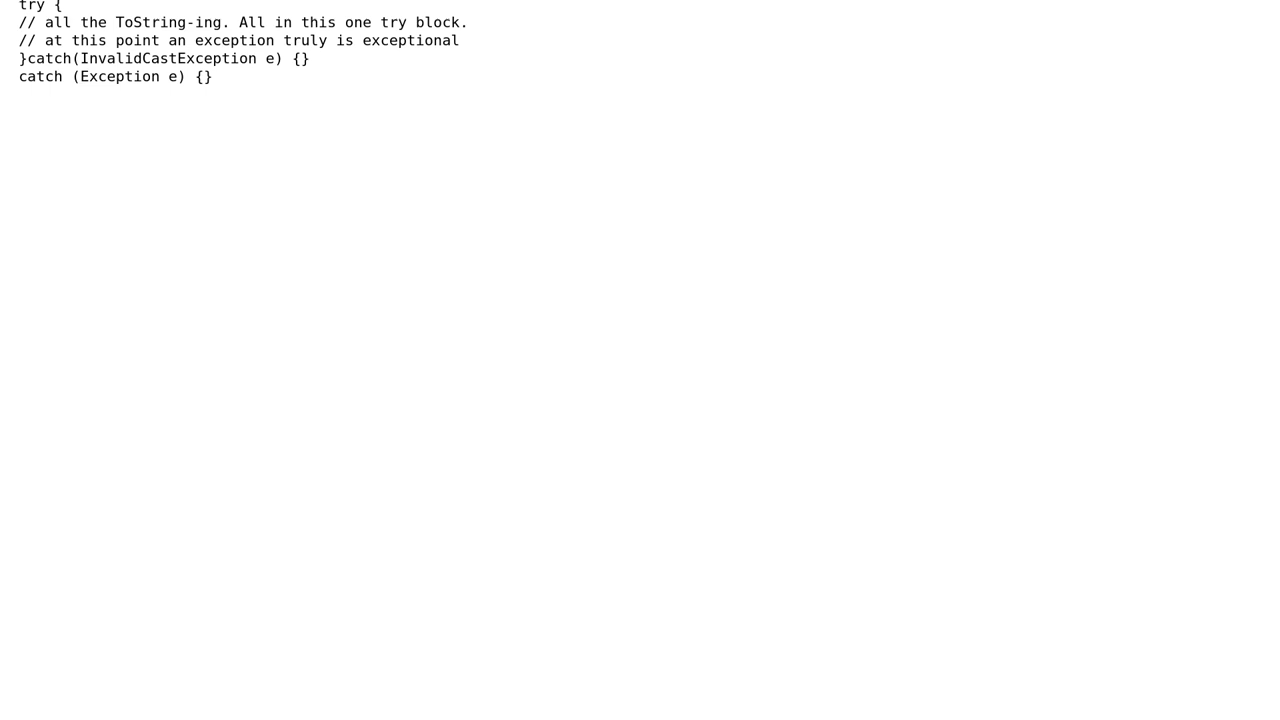 try {
// all the ToString-ing. All in this one try block.
// at this point an exception truly is exceptional
}catch(InvalidCastException e) {}
catch (Exception e) {}